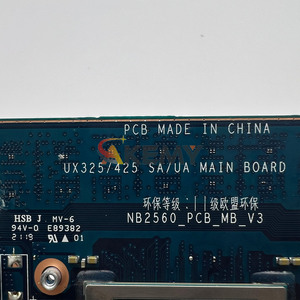 PCB MADE IN CHINA
AKEMY
UX325/425 SA/UA MAIN BOARD
环保等级:||级欧盟环保
NB2560_PCB_MB_V3
HSB J MV-6
94V-0 E89382
▲ 01